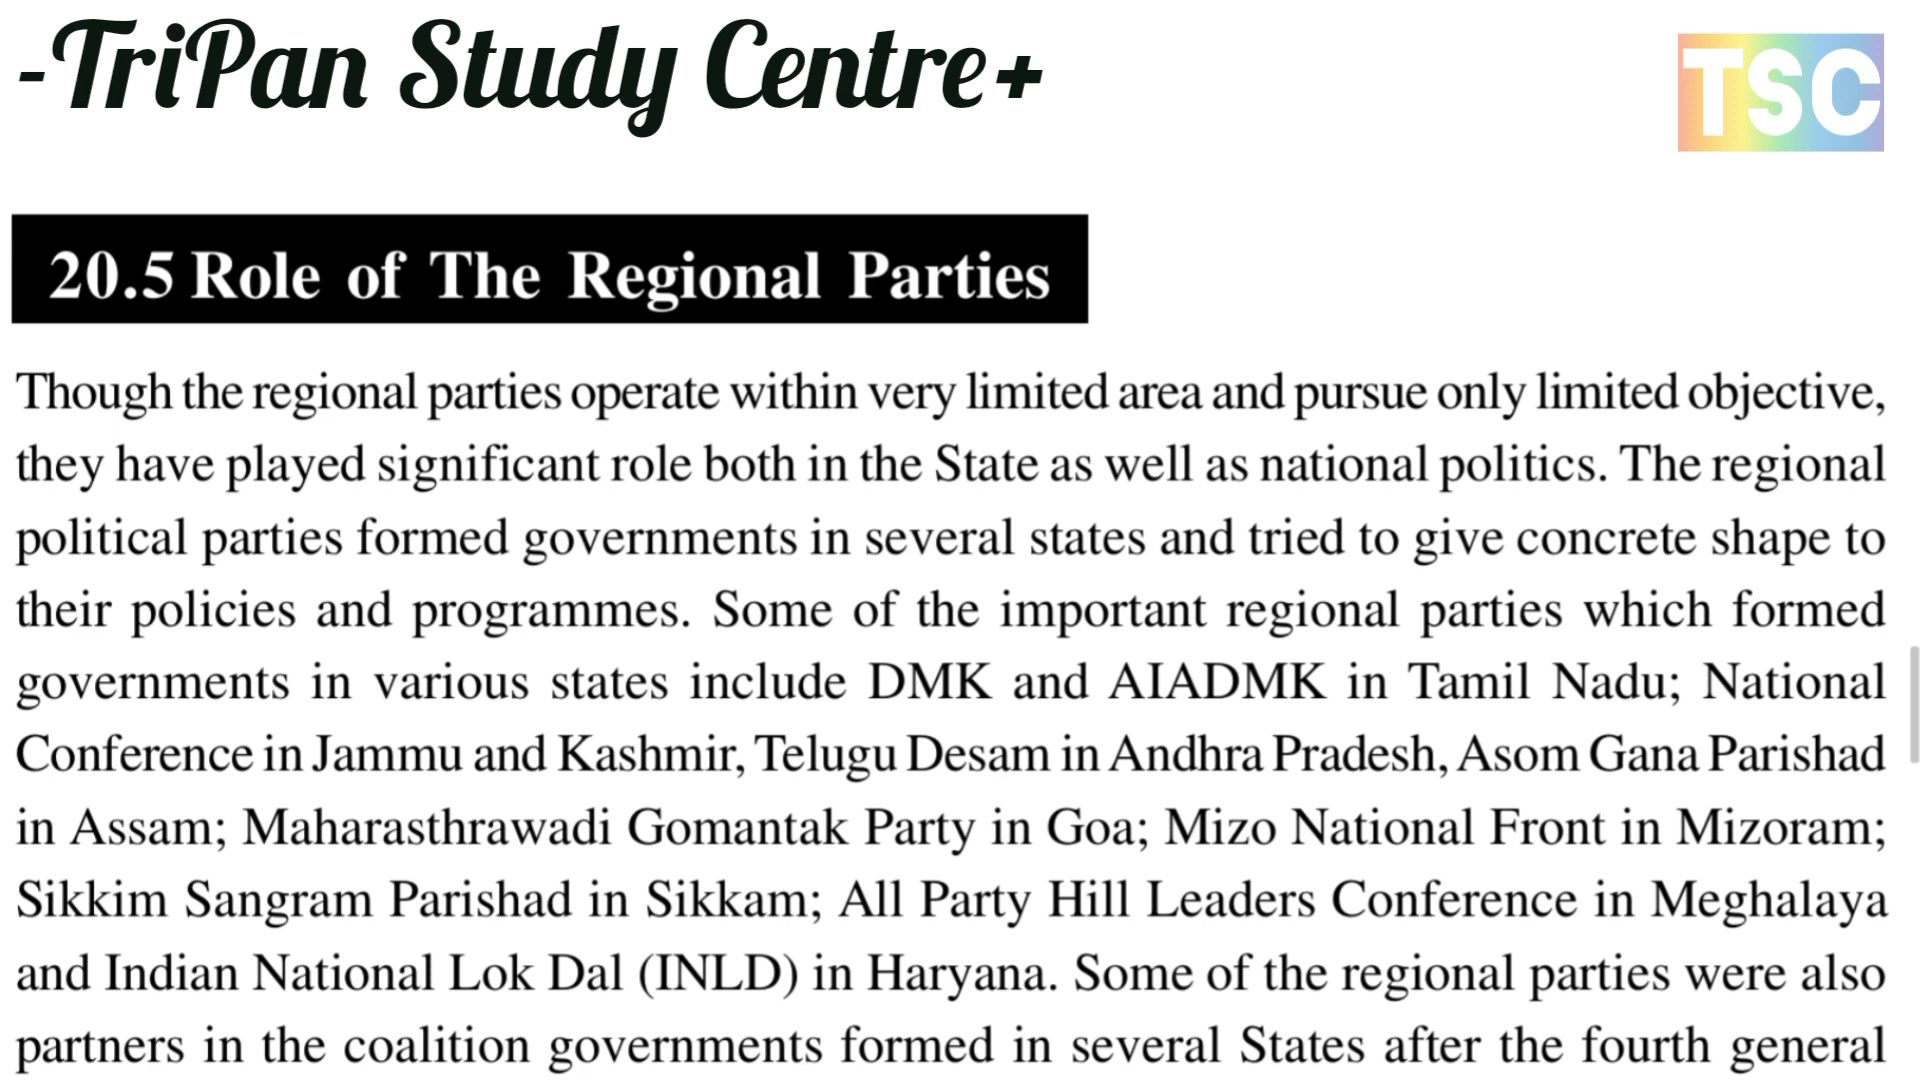 -TriPan Study Centre+
TSC
20.5 Role of The Regional Parties
Though the regional parties operate within very limited area and pursue only limited objective,
they have played significant role both in the State as well as national politics. The regional
political parties formed governments in several states and tried to give concrete shape to
their policies and programmes. Some of the important regional parties which formed
governments in various states include DMK and AIADMK in Tamil Nadu; National
Conference in Jammu and Kashmir, Telugu Desam in Andhra Pradesh, Asom Gana Parishad
in Assam; Maharasthrawadi Gomantak Party in Goa; Mizo National Front in Mizoram;
Sikkim Sangram Parishad in Sikkam; All Party Hill Leaders Conference in Meghalaya
and Indian National Lok Dal (INLD) in Haryana. Some of the regional parties were also
partners in the coalition governments formed in several States after the fourth general